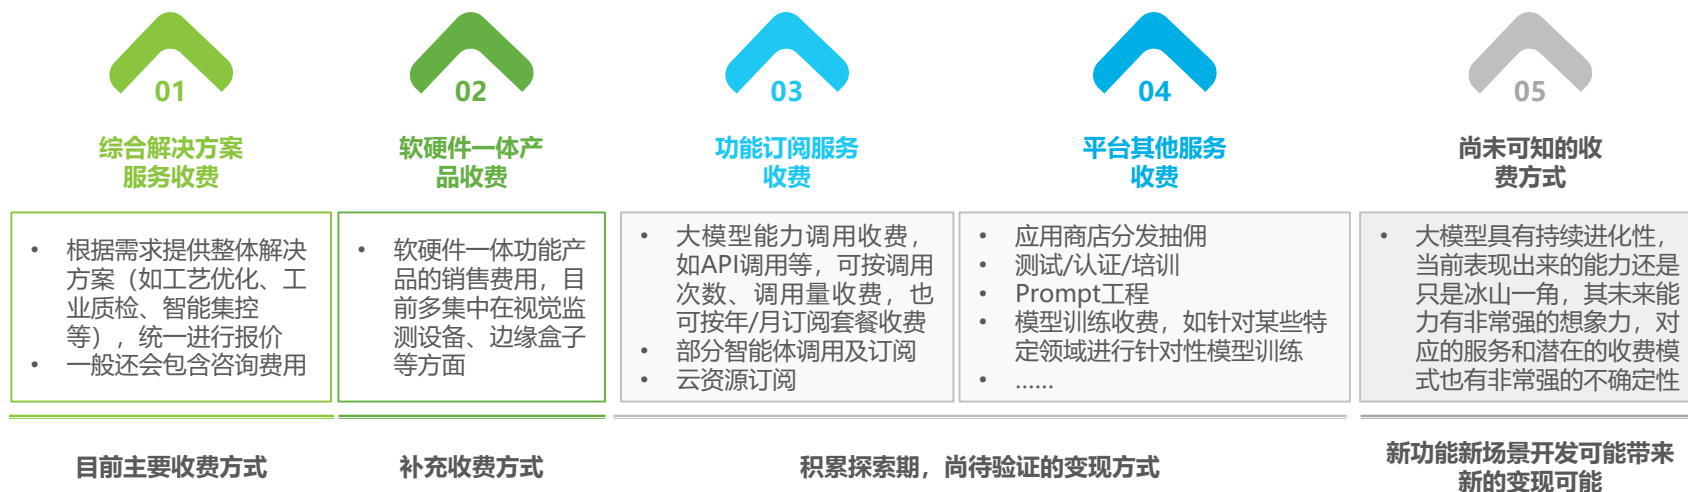 01
综合解决方案
服务收费
• 根据需求提供整体解决
方案（如工艺优化、工
业质检、智能集控
等），统一进行报价
• 一般还会包含咨询费用
目前主要收费方式
02
软硬件一体产
品收费
• 软硬件一体功能产
品的销售费用，目
前多集中在视觉监
测设备、边缘盒子
等方面
补充收费方式
03
功能订阅服务
收费
• 大模型能力调用收费，
如API调用等，可按调用
次数、调用量收费，也
可按年/月订阅套餐收费
• 部分智能体调用及订阅
• 云资源订阅
04
平台其他服务
收费
• 应用商店分发抽佣
• 测试/认证/培训
• Prompt工程
• 模型训练收费，如针对某些特
定领域进行针对性模型训练
• ......
积累探索期，尚待验证的变现方式
05
尚未可知的收
费方式
• 大模型具有持续进化性，
当前表现出来的能力还是
只是冰山一角，其未来能
力有非常强的想象力，对
应的服务和潜在的收费模
式也有非常强的不确定性
新功能新场景开发可能带来
新的变现可能